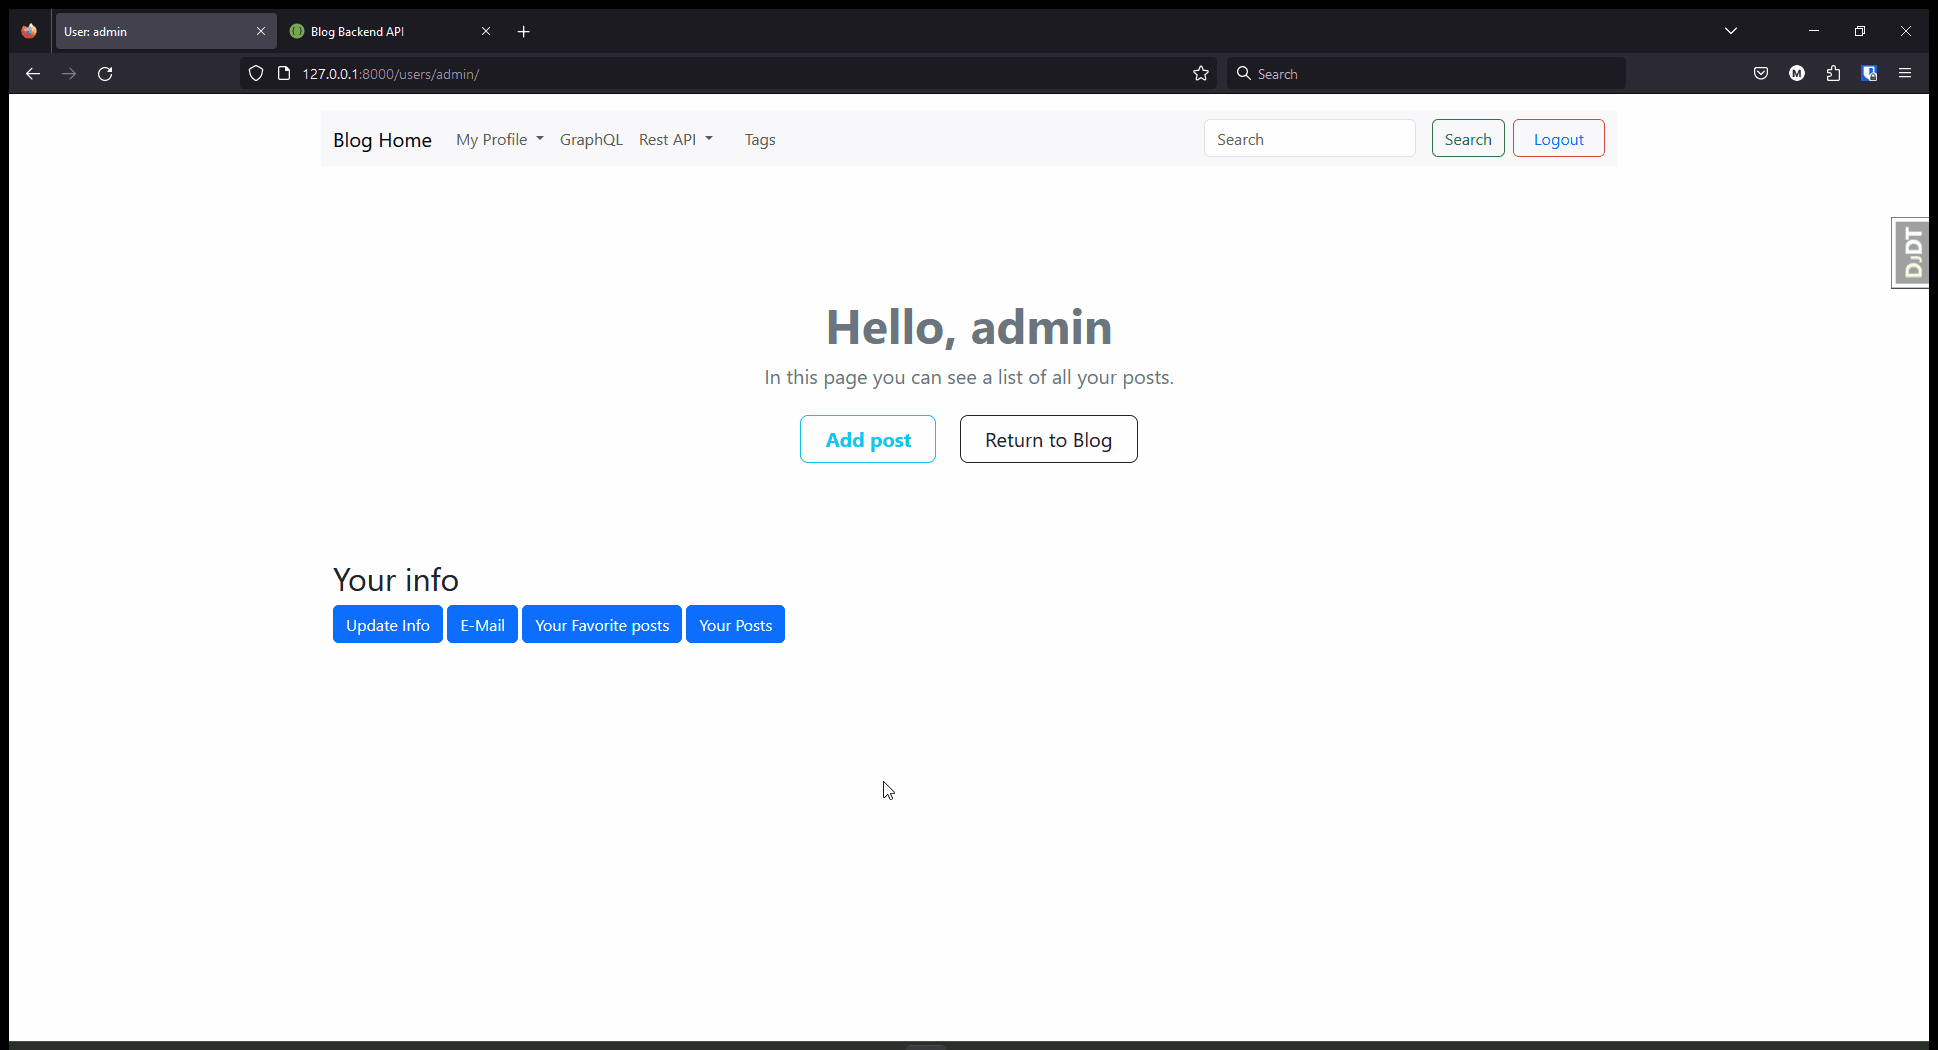 User: admin
Blog Backend API
127.0.0.1:8000/users/admin/
Search
M
Blog Home My Profile GraphQL Rest API Tags Search Search Logout
DjDT
Hello, admin
In this page you can see a list of all your posts.
Add post Return to Blog
Your info
Update Info E-Mail Your Favorite posts Your Posts